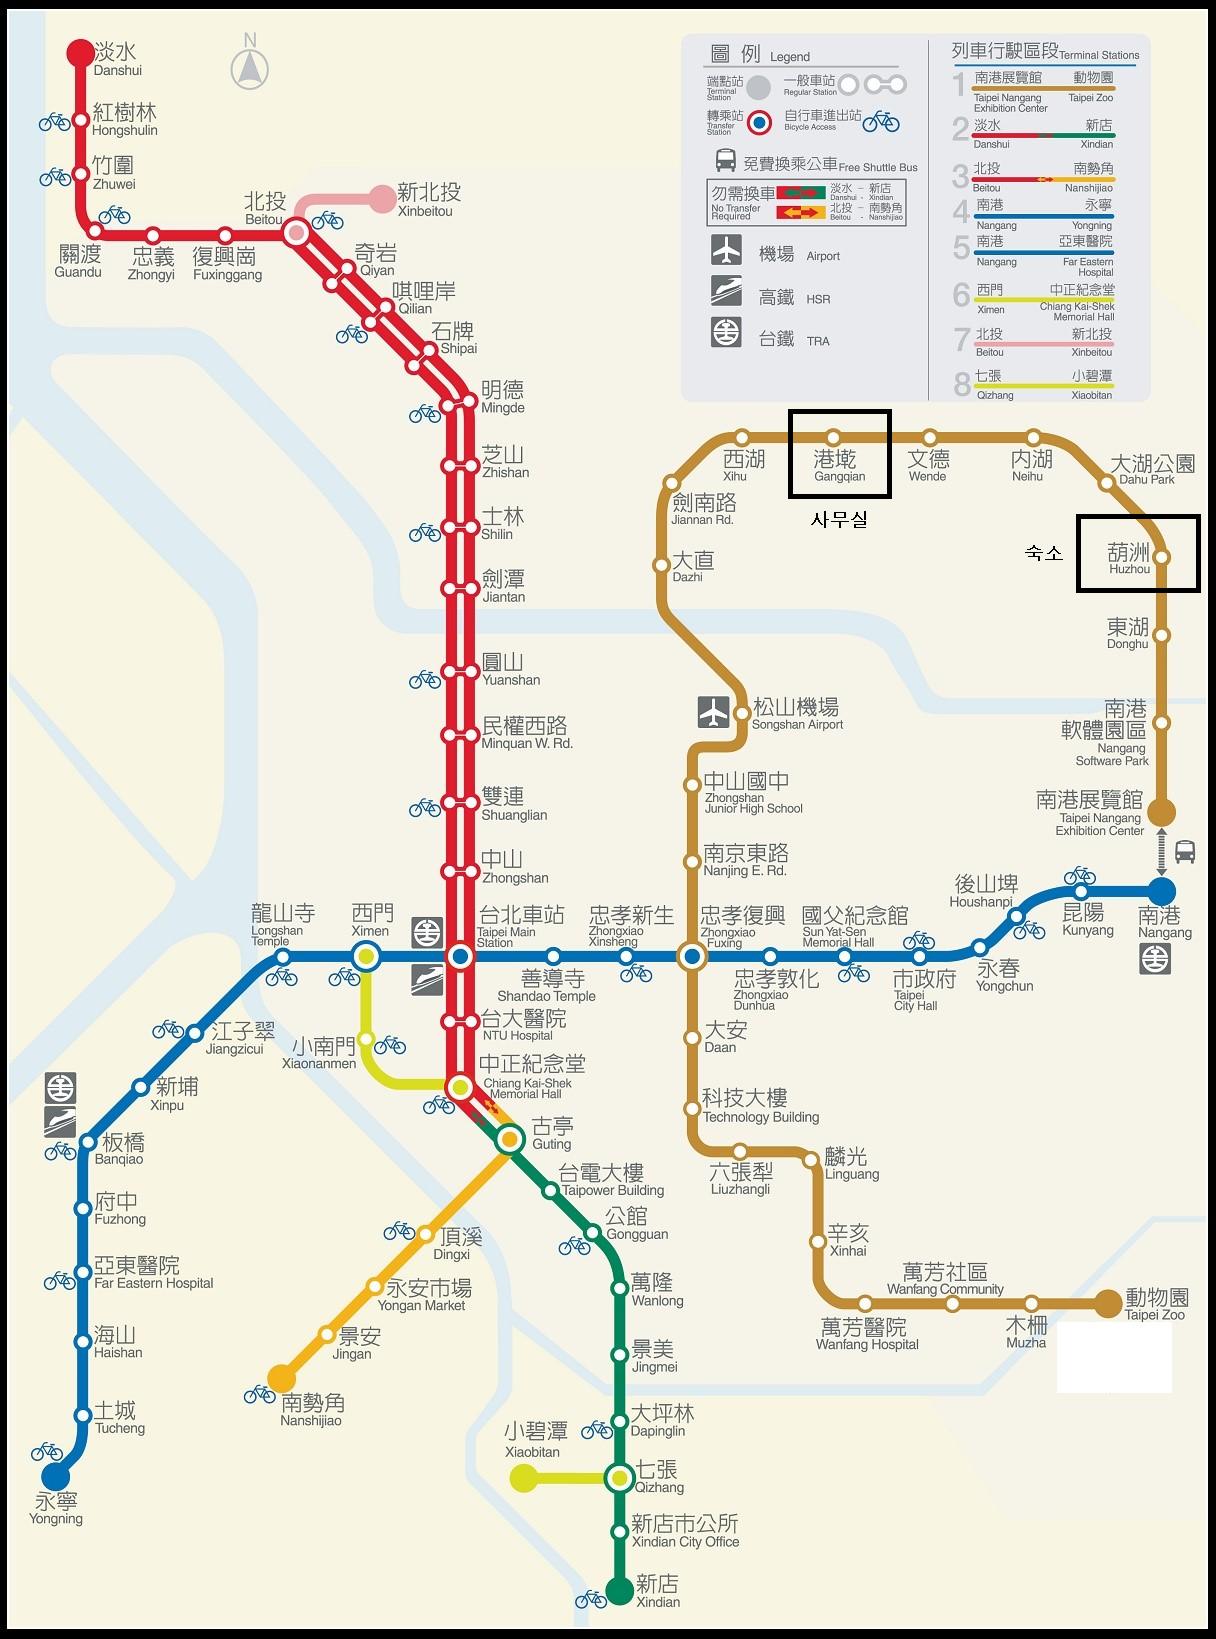 淡水
Danshui
紅樹林
Hongshulin
竹圍
Zhuwei
關渡
Guandu
忠義
Zhongyi
復興崗
Fuxinggang
北投
Beitou
新北投
Xinbeitou
N
圖 例 Legend
端點站
Terminal
Station
一般車站
Regular Station
轉乘站
Transfer
Station
自行車進出站
Bicycle Access
免費換乘公車 Free Shuttle Bus
勿需換車
No Transfer
Required
淡水 - 新店
Danshui - Xindian
北投 - 南勢角
Beitou - Nanshijiao
機場 Airport
高鐵 HSR
台鐵 TRA
列車行駛區段 Terminal Stations
1 南港展覽館 動物園
Taipei Nangang Taipei Zoo
Exhibition Center
2 淡水 新店
Danshui Xindian
3 北投 南勢角
Beitou Nanshijiao
4 南港 永寧
Nangang Yongning
5 南港 亞東醫院
Nangang Far Eastern
Hospital
6 西門 中正紀念堂
Ximen Chiang Kai-Shek
Memorial Hall
7 北投 新北投
Beitou Xinbeitou
8 七張 小碧潭
Qizhang Xiaobitan
奇岩
Qiyan
唭哩岸
Qilian
石牌
Shipai
明德
Mingde
芝山
Zhishan
士林
Shilin
劍潭
Jiantan
圓山
Yuanshan
民權西路
Minquan W. Rd.
雙連
Shuanglian
中山
Zhongshan
台北車站
Taipei Main
Station
台大醫院
NTU Hospital
中正紀念堂
Chiang Kai-Shek
Memorial Hall
古亭
Guting
台電大樓
Taipower Building
公館
Gongguan
萬隆
Wanlong
景美
Jingmei
大坪林
Dapinglin
七張
Qizhang
小碧潭
Xiaobitan
新店市公所
Xindian City Office
新店
Xindian
頂溪
Dingxi
永安市場
Yongan Market
景安
Jingan
南勢角
Nanshijiao
西湖
Xihu
港墘
Gangqian
사무실
文德
Wende
内湖
Neihu
大湖公園
Dahu Park
숙소
葫洲
Huzhou
東湖
Donghu
南港
軟體園區
Nangang
Software Park
南港展覽館
Taipei Nangang
Exhibition Center
劍南路
Jiannan Rd.
大直
Dazhi
松山機場
Songshan Airport
中山國中
Zhongshan
Junior High School
南京東路
Nanjing E. Rd.
忠孝復興
Zhongxiao
Fuxing
大安
Daan
科技大樓
Technology Building
六張犁
Liuzhangli
麟光
Linguang
辛亥
Xinhai
萬芳醫院
Wanfang Hospital
萬芳社區
Wanfang Community
木柵
Muzha
動物園
Taipei Zoo
南港
Nangang
昆陽
Kunyang
後山埤
Houshanpi
永春
Yongchun
市政府
Taipei
City Hall
國父紀念館
Sun Yat-Sen
Memorial Hall
忠孝敦化
Zhongxiao
Dunhua
忠孝新生
Zhongxiao
Xinsheng
善導寺
Shandao Temple
西門
Ximen
小南門
Xiaonanmen
龍山寺
Longshan
Temple
江子翠
Jiangzicui
新埔
Xinpu
板橋
Banqiao
府中
Fuzhong
亞東醫院
Far Eastern Hospital
海山
Haishan
土城
Tucheng
永寧
Yongning